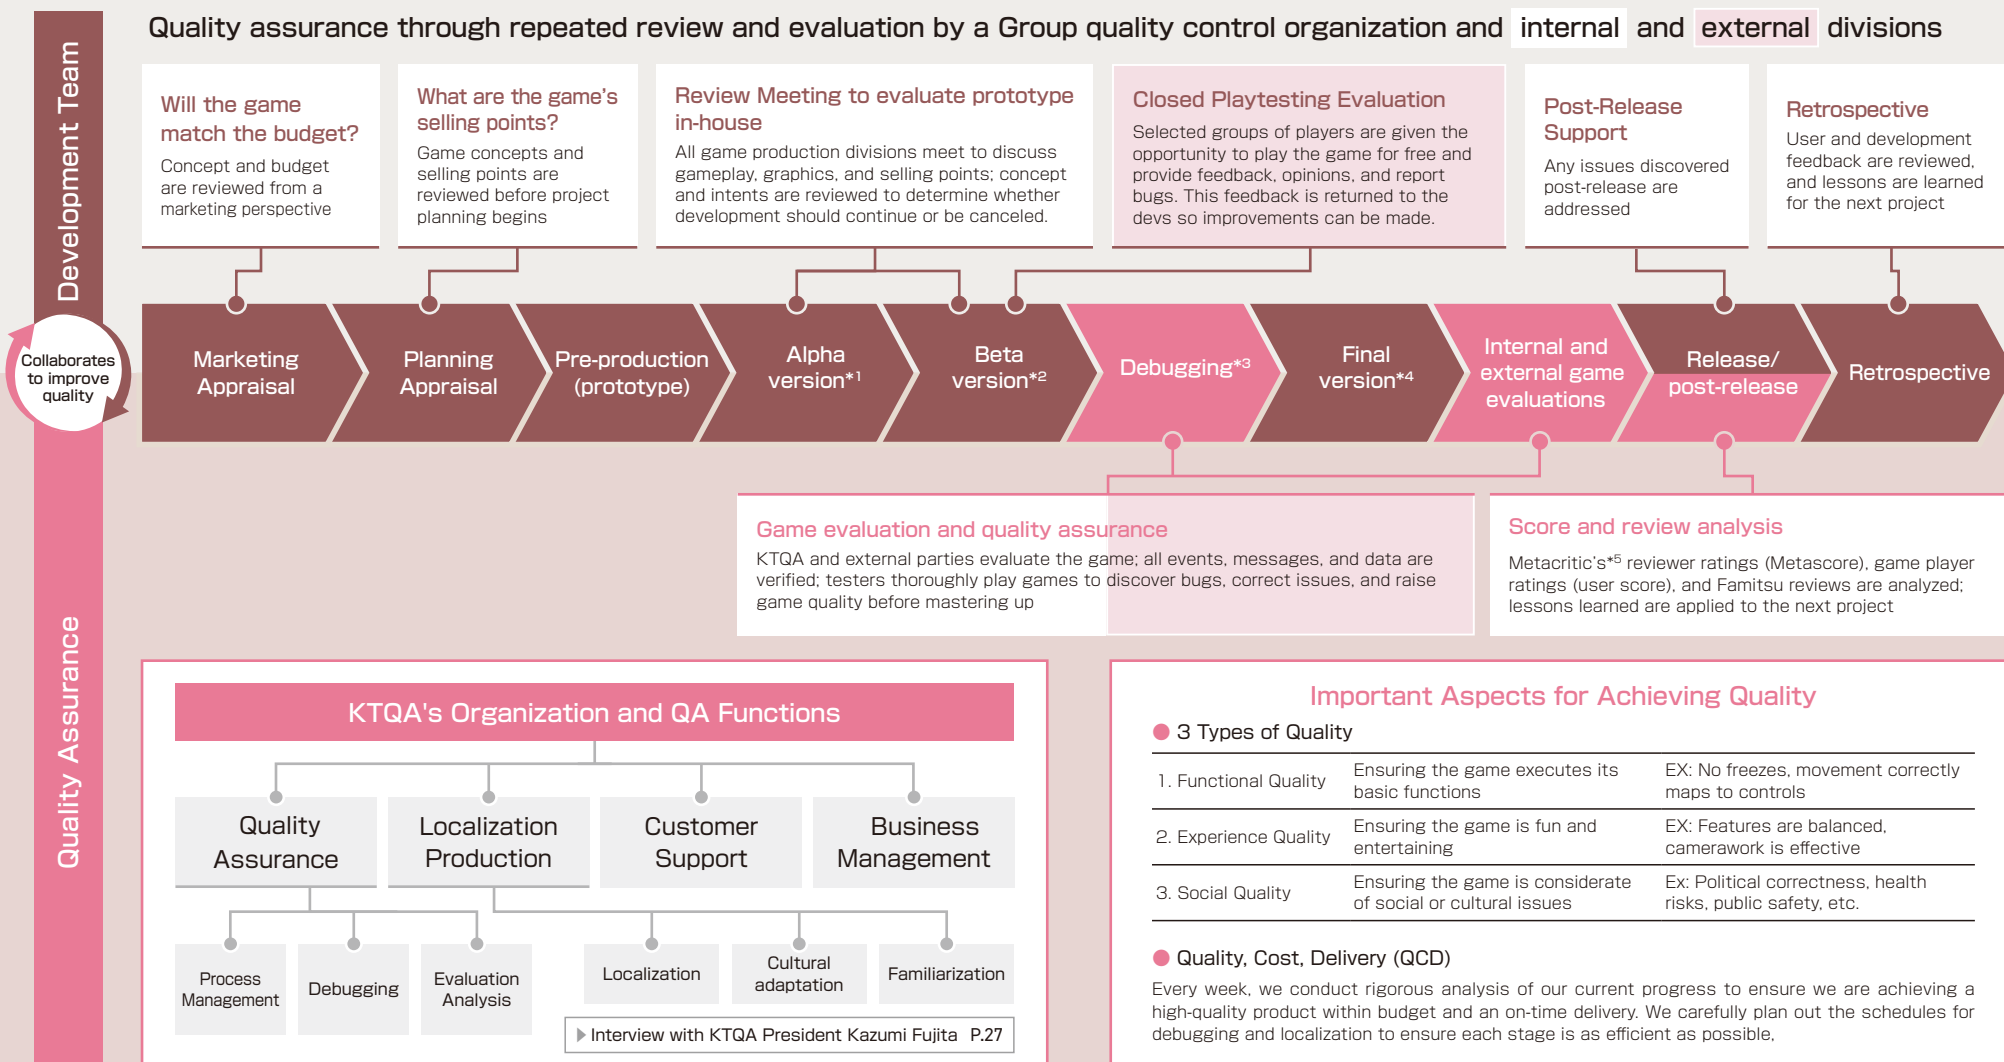 Quality assurance through repeated review and evaluation by a Group quality control organization and internal and external divisions
Development Team
Collaborates
to improve
quality
Quality Assurance
Will the game
match the budget?
Concept and budget
are reviewed from a
marketing perspective
What are the game's
selling points?
Game concepts and
selling points are
reviewed before project
planning begins
Review Meeting to evaluate prototype
in-house
All game production divisions meet to discuss
gameplay, graphics, and selling points; concept
and intents are reviewed to determine whether
development should continue or be canceled.
Closed Playtesting Evaluation
Selected groups of players are given the
opportunity to play the game for free and
provide feedback, opinions, and report
bugs. This feedback is returned to the
devs so improvements can be made.
Post-Release
Support
Any issues discovered
post-release are
addressed
Retrospective
User and development
feedback are reviewed,
and lessons are learned
for the next project
Marketing
Appraisal
Planning
Appraisal
Pre-production
(prototype)
Alpha
version*1
Beta
version*2
Debugging*3
Final
version*4
Internal and
external game
evaluations
Release/
post-release
Retrospective
Game evaluation and quality assurance
KTQA and external parties evaluate the game; all events, messages, and data are
verified; testers thoroughly play games to discover bugs, correct issues, and raise
game quality before mastering up
Score and review analysis
Metacritic's*5 reviewer ratings (Metascore), game player
ratings (user score), and Famitsu reviews are analyzed;
lessons learned are applied to the next project
KTQA's Organization and QA Functions
Quality
Assurance
Localization
Production
Customer
Support
Business
Management
Process
Management
Debugging
Evaluation
Analysis
Localization
Cultural
adaptation
Familiarization
▶Interview with KTQA President Kazumi Fujita P.27
Important Aspects for Achieving Quality
● 3 Types of Quality
1. Functional Quality
Ensuring the game executes its
basic functions
EX: No freezes, movement correctly
maps to controls
2. Experience Quality
Ensuring the game is fun and
entertaining
EX: Features are balanced,
camerawork is effective
3. Social Quality
Ensuring the game is considerate
of social or cultural issues
Ex: Political correctness, health
risks, public safety, etc.
● Quality, Cost, Delivery (QCD)
Every week, we conduct rigorous analysis of our current progress to ensure we are achieving a
high-quality product within budget and an on-time delivery. We carefully plan out the schedules for
debugging and localization to ensure each stage is as efficient as possible,